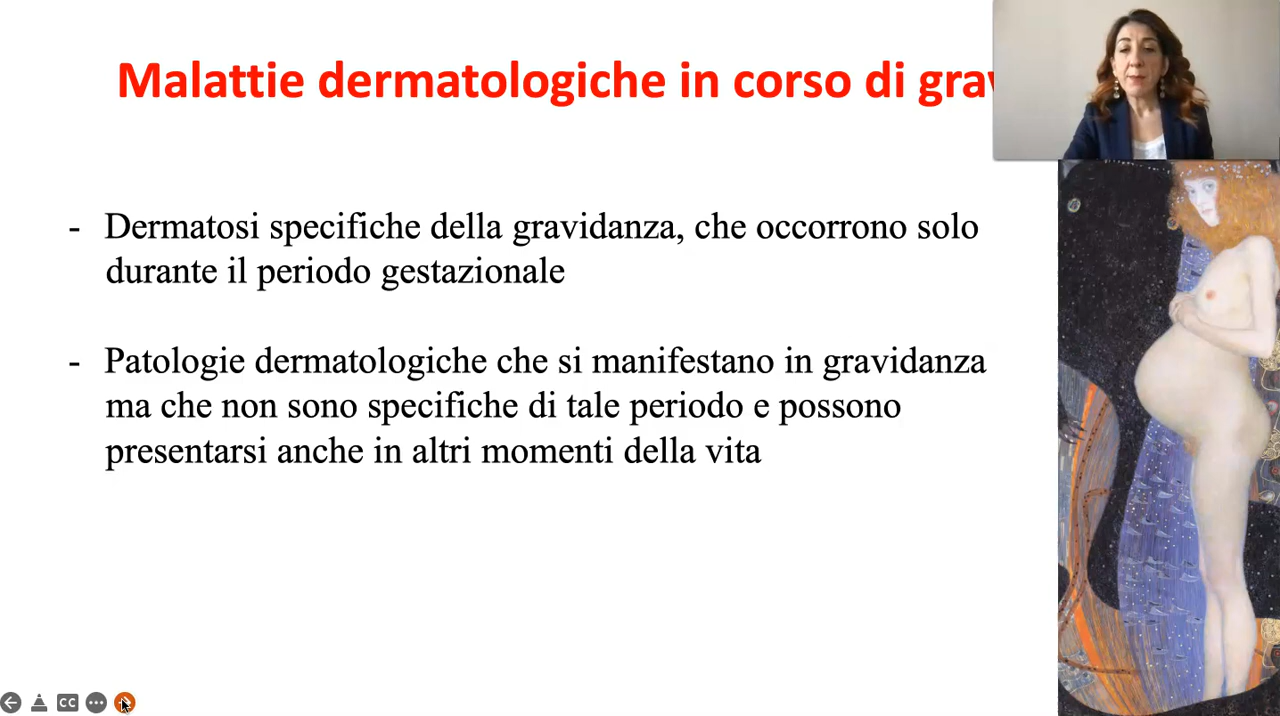 Malattie dermatologiche in corso di
- Dermatosi specifiche della gravidanza, che occorrono solo
durante il periodo gestazionale
- Patologie dermatologiche che si manifestano in gravidanza
ma che non sono specifiche di tale periodo e possono
presentarsi anche in altri momenti della vita
CC